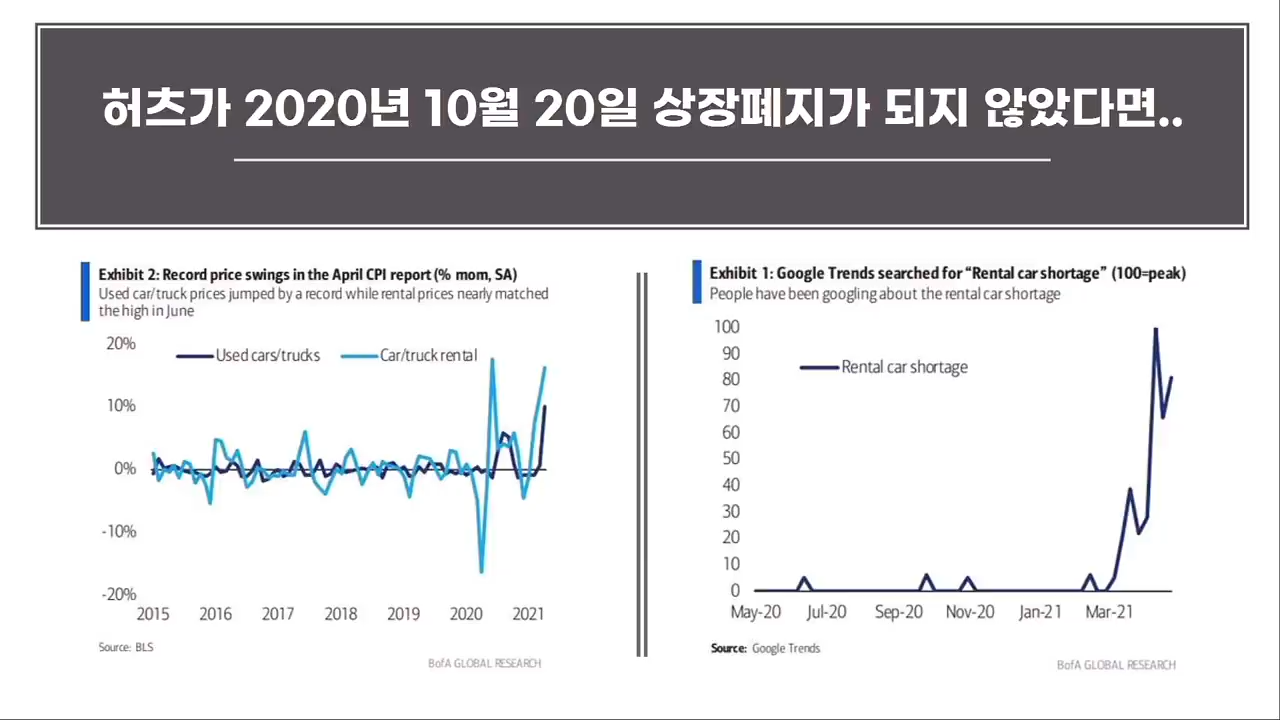 허츠가 2020년 10월 20일 상장폐지가 되지 않았다면..
Exhibit 2: Record price swings in the April CPI report (% mom, SA)
Used car/truck prices jumped by a record while rental prices nearly matched
the high in June
20%
Used cars/trucks
Car/truck rental
10%
0%
-10%
-20%
2015 2016 2017 2018 2019 2020 2021
Source: BLS
BofA GLOBAL RESEARCH
Exhibit 1: Google Trends searched for “Rental car shortage” (100=peak)
People have been googling about the rental car shortage
100
90
Rental car shortage
80
70
60
50
40
30
20
10
0
May-20 Jul-20 Sep-20 Nov-20 Jan-21 Mar-21
Source: Google Trends
BofA GLOBAL RESEARCH